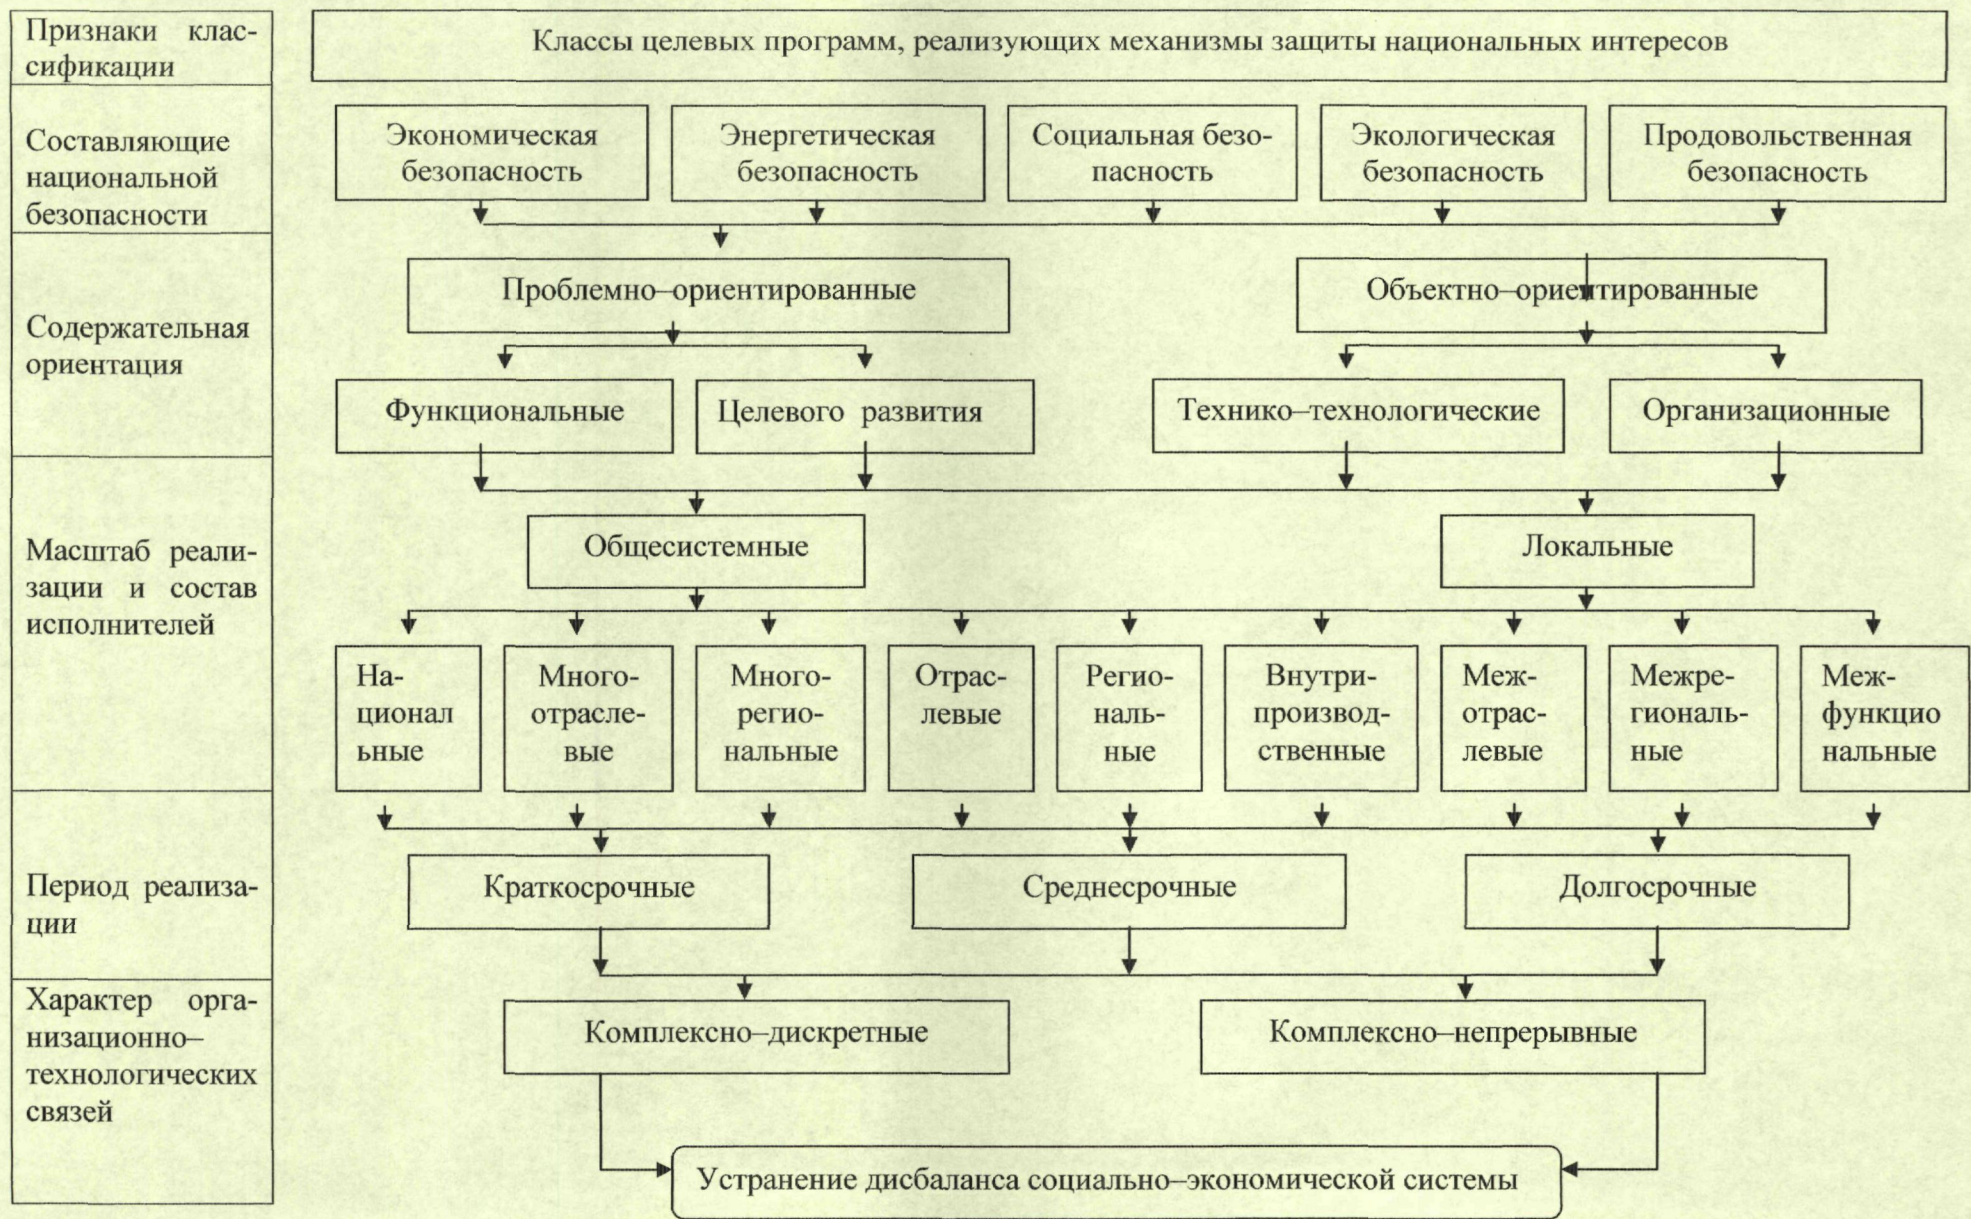 Признаки клас-
сификации
Классы целевых программ, реализующих механизмы защиты национальных интересов
Составляющие
национальной
безопасности
Экономическая
безопасность
Энергетическая
безопасность
Социальная безо-
пасность
Экологическая
безопасность
Продовольственная
безопасность
Содержательная
ориентация
Проблемно–ориентированные
Объектно–ориентированные
Функциональные
Целевого развития
Технико–технологические
Организационные
Масштаб реали-
зации и состав
исполнителей
Общесистемные
Локальные
На-
циональ
ьные
Много-
отрасле-
вые
Много-
регио-
нальные
Отрас-
левые
Регио-
наль-
ные
Внутри-
производ-
ственные
Меж-
отрас-
левые
Межре-
гиональ-
ные
Меж-
функцио
нальные
Период реализа-
ции
Краткосрочные
Среднесрочные
Долгосрочные
Характер орга-
низационно–
технологических
связей
Комплексно–дискретные
Комплексно–непрерывные
Устранение дисбаланса социально–экономической системы